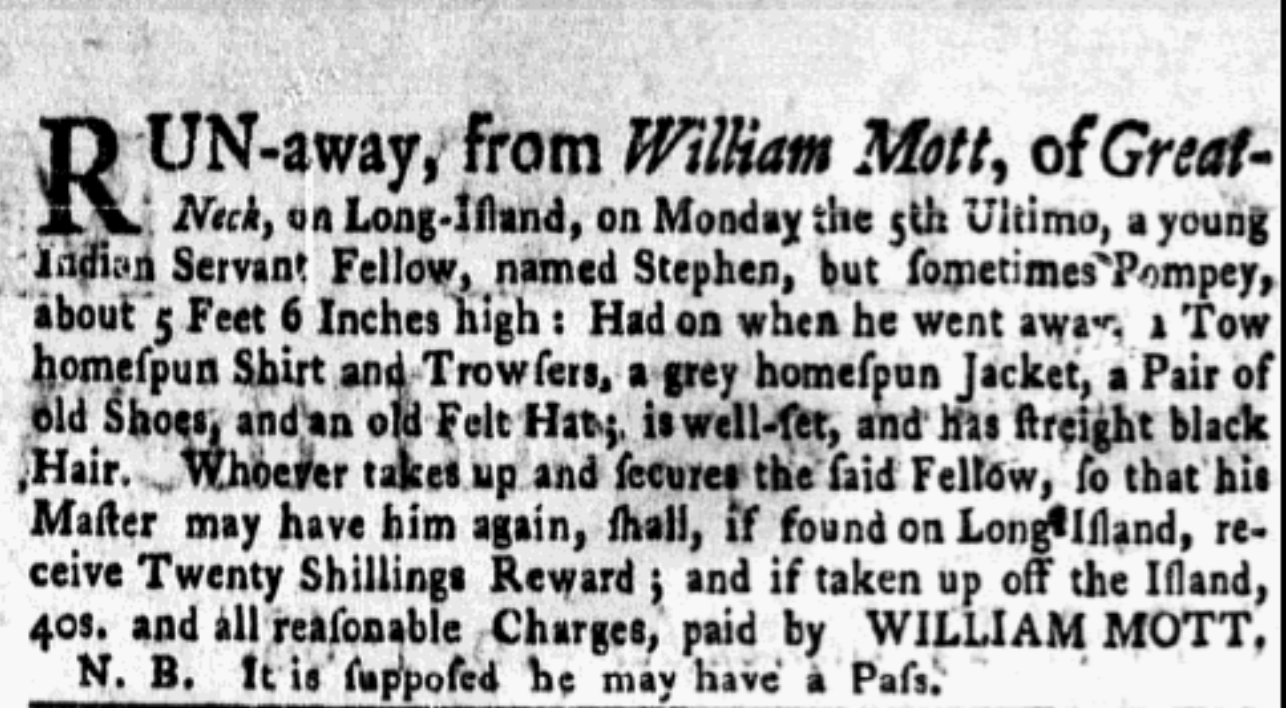 RUN-away, from William Mott, of Great-
Neck, on Long-Iſland, on Monday the 5th Ultimo, a young
Indian Servant Fellow, named Stephen, but ſometimes Pompey,
about 5 Feet 6 Inches high : Had on when he went away, 1 Tow
homeſpun Shirt and Trowſers, a grey homeſpun Jacket, a Pair of
old Shoes, and an old Felt Hat; is well-ſet, and has ſtreight black
Hair. Whoever takes up and ſecures the ſaid Fellow, ſo that his
Maſter may have him again, ſhall, if found on Long-Iſland, re-
ceive Twenty Shillings Reward ; and if taken up off the Iſland,
40s. and all reaſonable Charges, paid by WILLIAM MOTT.
N. B. It is ſuppoſed he may have a Paſs.